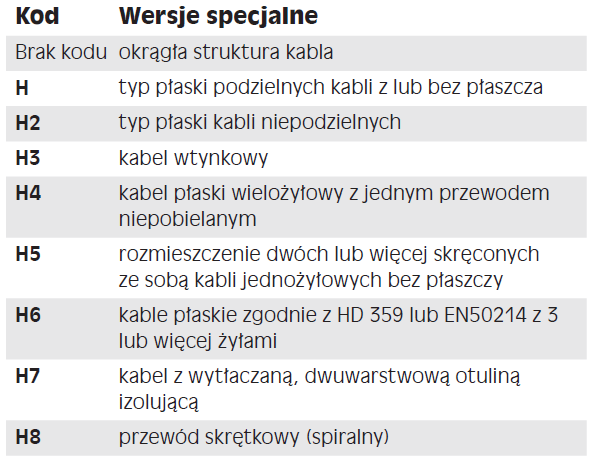 Kod Wersje specjalne
Brak kodu okrągła struktura kabla
H typ płaski podzielnych kabli z lub bez płaszcza
H2 typ płaski kabli niepodzielnych
H3 kabel wtynkowy
H4 kabel płaski wielożyłowy z jednym przewodem
niepobielanym
H5 rozmieszczenie dwóch lub więcej skręconych
ze sobą kabli jednożyłowych bez płaszczy
H6 kable płaskie zgodnie z HD 359 lub EN50214 z 3
lub więcej żyłami
H7 kabel z wytłaczaną, dwuwarstwową otuliną
izolującą
H8 przewód skrętkowy (spiralny)